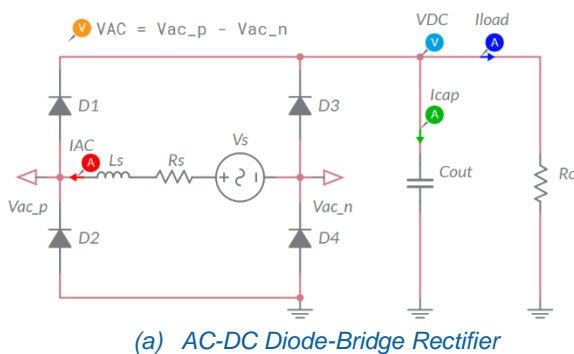 V VAC = Vac_p - Vac_n
VDC
V
Iload
A
D1
D3
Icap
A
IAC
A
Ls
Rs
Vs
+ -
Cout
Ro
Vac_p
Vac_n
D2
D4
(a) AC-DC Diode-Bridge Rectifier